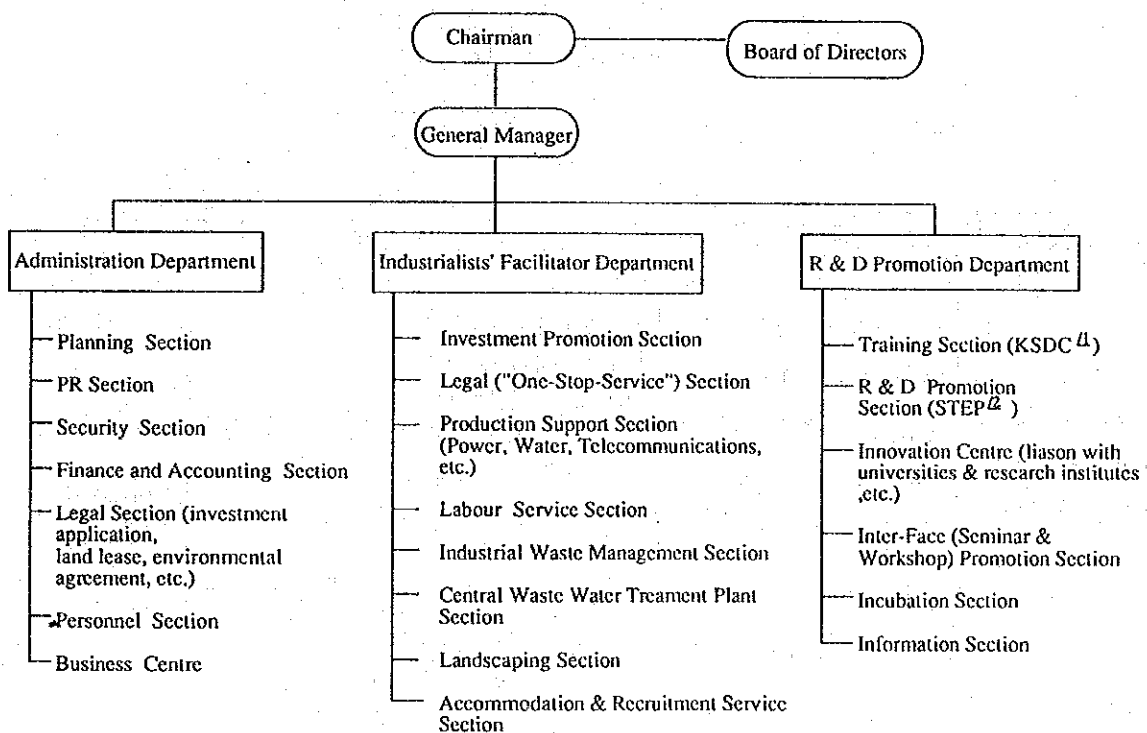 Chairman
Board of Directors
General Manager
Administration Department
Planning Section
PR Section
Security Section
Finance and Accounting Section
Legal Section (investment
application,
land lease, environmental
agreement, etc.)
Personnel Section
Business Centre
Industrialists' Facilitator Department
Investment Promotion Section
Legal ("One-Stop-Service") Section
Production Support Section
(Power, Water, Telecommunications,
etc.)
Labour Service Section
Industrial Waste Management Section
Central Waste Water Treament Plant
Section
Landscaping Section
Accommodation & Recruitment Service
Section
R & D Promotion Department
Training Section (KSDC /1)
R & D Promotion
Section (STEP /2 )
Innovation Centre (liason with
universities & research institutes
,etc.)
Inter-Face (Seminar &
Workshop) Promotion Section
Incubation Section
Information Section